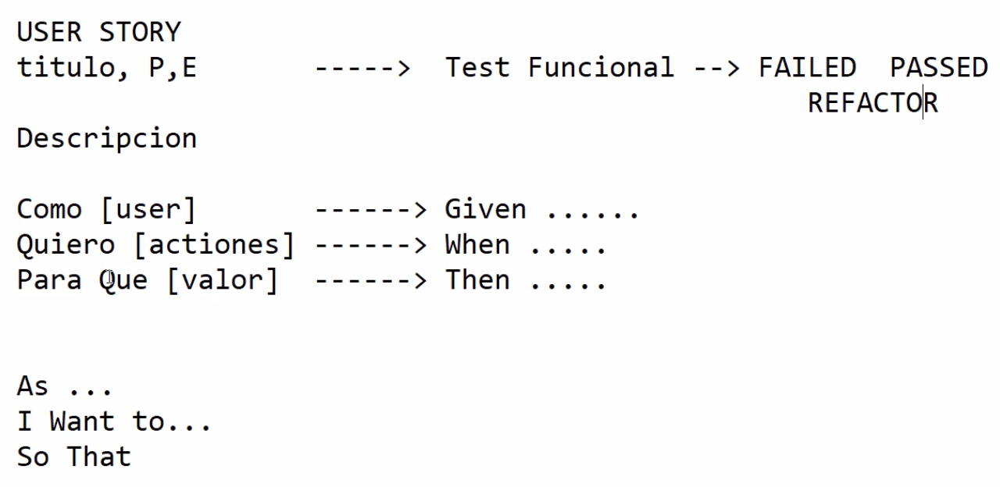 USER STORY
titulo, P,E -----> Test Funcional --> FAILED PASSED
REFACTOR
Descripcion
Como [user] ------> Given ......
Quiero [actiones] ------> When .....
Para Que [valor] ------> Then .....
As ...
I Want to...
So That